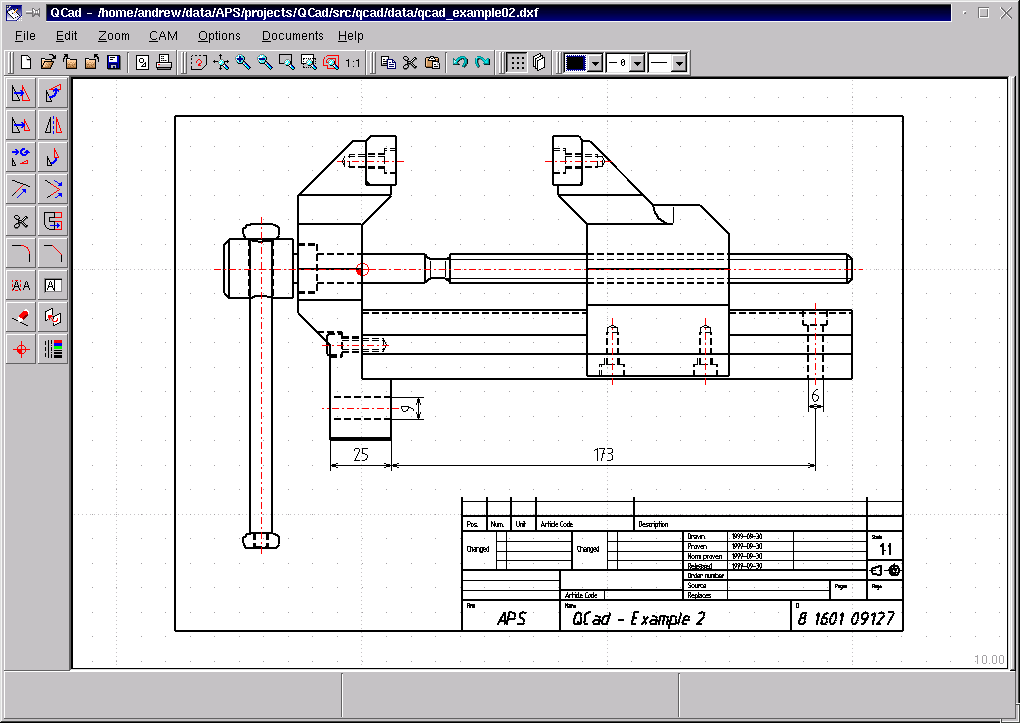 QCad - /home/andrew/data/APS/projects/QCad/src/qcad/data/qcad_example02.dxf
File Edit Zoom CAM Options Documents Help
1:1
0
A A
A
9
6
25
173
Pos. Num. Unit Article Code Description
Changed Changed
Drawn 1999-09-30
Proven 1999-09-30
Norm proven 1999-09-30
Released 1999-09-30
Scale
1:1
Order number
Source
Replaces
Pages Page
Article Code
Firm
APS
Name
QCad - Example 2
ID
8 1601 09127
10.00